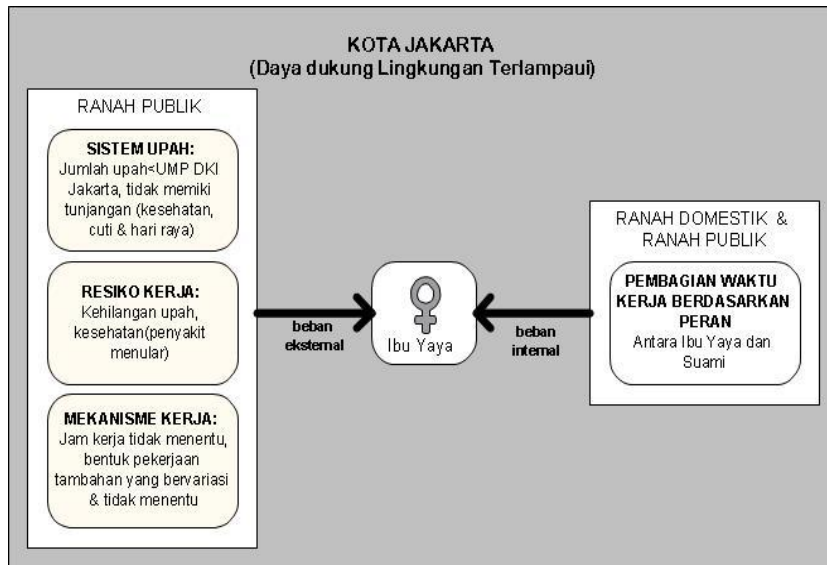 KOTA JAKARTA
(Daya dukung Lingkungan Terlampaui)
RANAH PUBLIK
SISTEM UPAH:
Jumlah upah<UMP DKI
Jakarta, tidak memiki
tunjangan (kesehatan,
cuti & hari raya)
RESIKO KERJA:
Kehilangan upah,
kesehatan(penyakit
menular)
MEKANISME KERJA:
Jam kerja tidak menentu,
bentuk pekerjaan
tambahan yang bervariasi
& tidak menentu
beban
eksternal
Ibu Yaya
beban
internal
RANAH DOMESTIK &
RANAH PUBLIK
PEMBAGIAN WAKTU
KERJA BERDASARKAN
PERAN
Antara Ibu Yaya dan
Suami